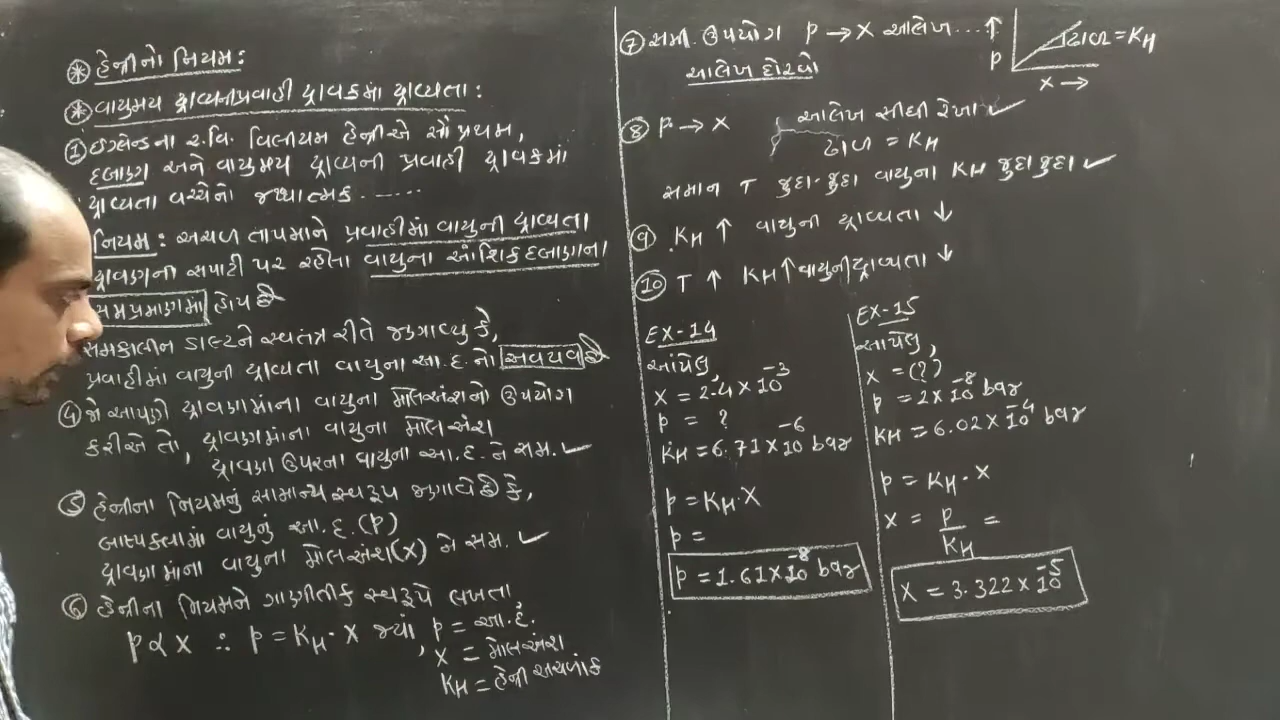 * હેન્રીનો નિયમ:
* વાયુમય દ્રાવ્યની પ્રવાહી દ્રાવકમાં દ્રાવ્યતા:
① ઇંગ્લેન્ડના ર.વિ. વિલીયમ હેન્રીએ સૌ પ્રથમ,
દબાણ અને વાયુમય દ્રાવ્યની પ્રવાહી દ્રાવકમાં
દ્રાવ્યતા વચ્ચેનો જથ્થાત્મક ......
નિયમ: અચળ તાપમાને પ્રવાહીમાં વાયુની દ્રાવ્યતા
દ્રાવણની સપાટી પર રહેલા વાયુના આંશિક દબાણના
સમપ્રમાણમાં હોય છે
સમકાલીન ડાલ્ટને સ્વતંત્ર રીતે જણાવ્યુ કે,
પ્રવાહીમાં વાયુની દ્રાવ્યતા વાયુના આ.દ. નો અવયવ છે
④ જો આપણે દ્રાવણમાંના વાયુના મોલઅંશનો ઉપયોગ
કરીએ તો, દ્રાવણમાંના વાયુના મોલઅંશ
દ્રાવણ ઉપરના વાયુના આ.દ. ને સમ. ✓
⑤ હેન્રીના નિયમનું સામાન્ય સ્વરૂપ જણાવે છે કે,
બાષ્પકલામાં વાયુનું આ.દ. (p)
દ્રાવણમાંના વાયુના મોલઅંશ(x) ને સમ. ✓
⑥ હેન્રીના નિયમને ગાણીતીક સ્વરૂપે લખતા
p α x ∴ p = KH · x જ્યાં, p = આ.દ.
x = મોલઅંશ
KH = હેન્રી અચળાંક
⑦ સમી. ઉપયોગ p → x આલેખ.... ↑ p ઢાળ = KH
આલેખ દોરવો x →
⑧ p → x આલેખ સીધી રેખા ✓
ઢાળ = KH
સમાન T જુદા-જુદા વાયુના KH જુદા જુદા ✓
⑨ KH ↑ વાયુની દ્રાવ્યતા ↓
⑩ T ↑ KH ↑ વાયુની દ્રાવ્યતા ↓
EX-14
આપેલુ,
x = 2.4 × 10⁻³
p = ?
KH = 6.71 × 10⁻⁶ bar
p = KH · x
p =
p = 1.61 × 10⁻⁸ bar
EX-15
આપેલુ,
x = (?)
p = 2 × 10⁻⁸ bar
KH = 6.02 × 10⁻⁴ bar
p = KH · x
x = p / KH =
x = 3.322 × 10⁻⁵